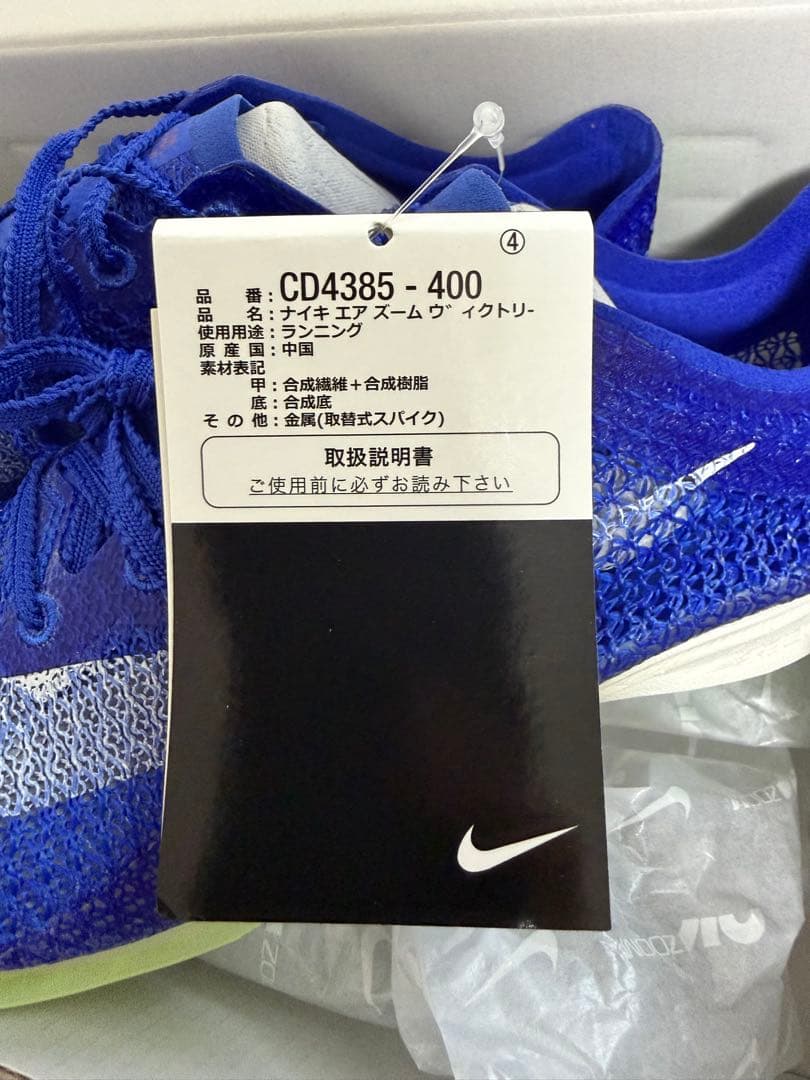 ④
品番:CD4385-400
品名:ナイキ エア ズーム ヴィクトリ-
使用用途:ランニング
原産国:中国
素材表記
甲:合成繊維+合成樹脂
底:合成底
その他:金属(取替式スパイク)
取扱説明書
ご使用前に必ずお読み下さい
ZOOM
AIR
ZOOM